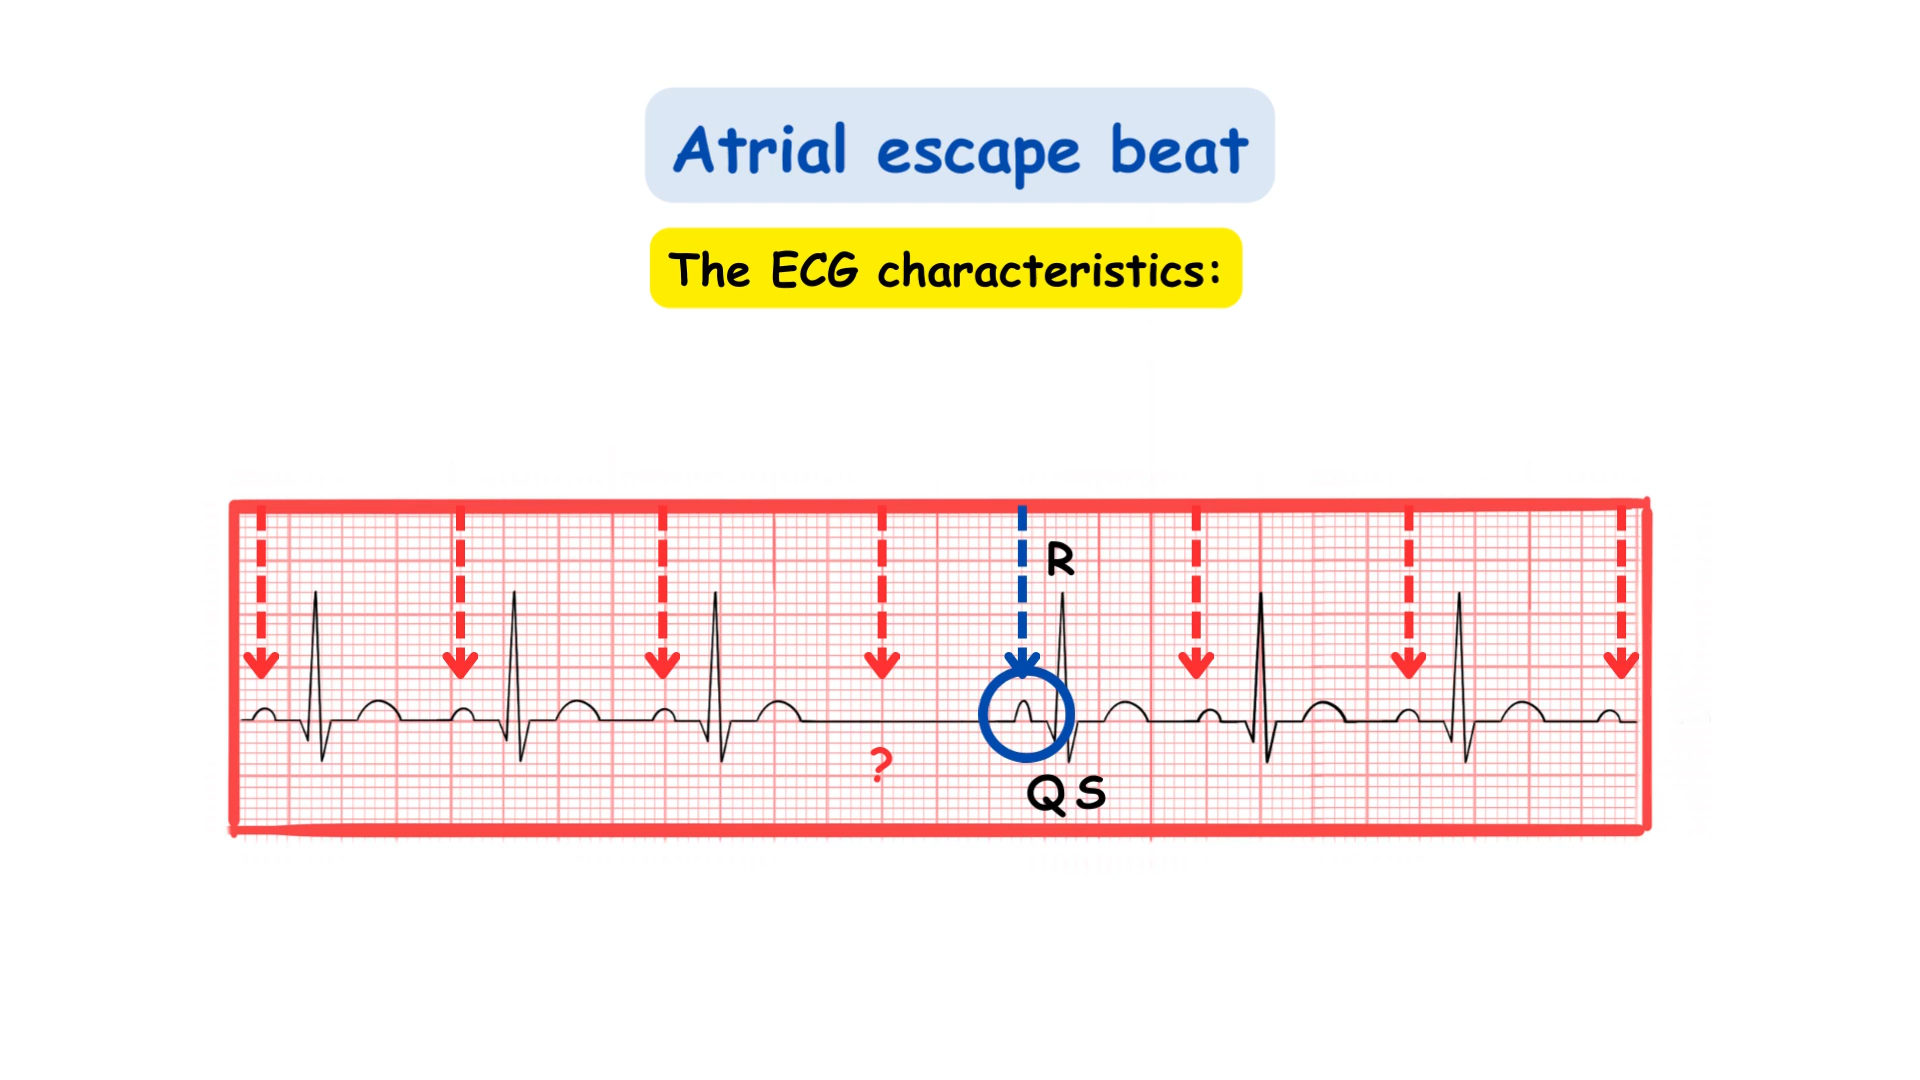 Atrial escape beat
The ECG characteristics:
R
?
Q S